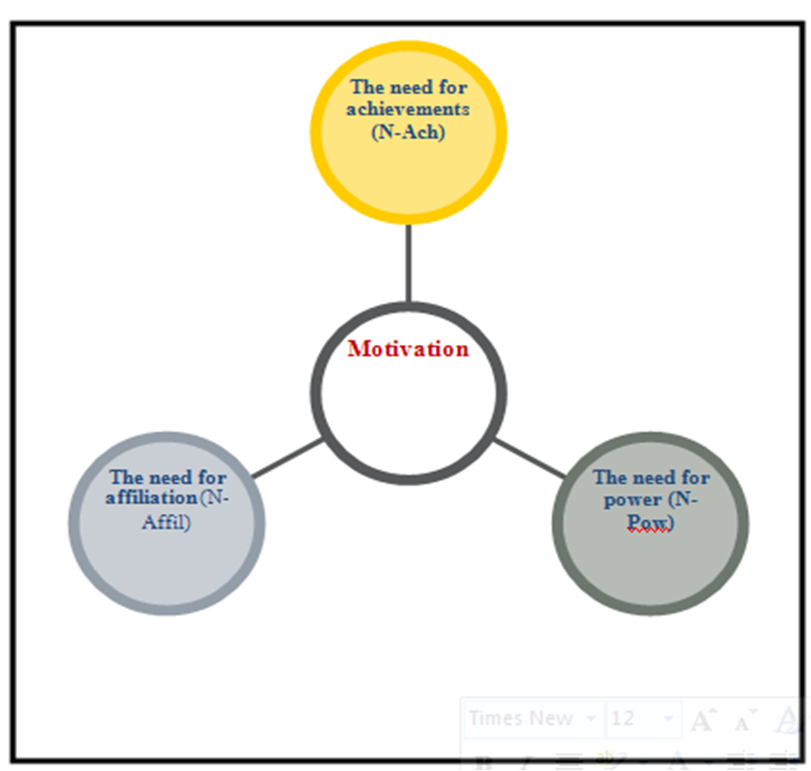 The need for
achievements
(N-Ach)
Motivation
The need for
affiliation(N-
Affil)
The need for
power (N-
Pow)
Times New 12 A A A